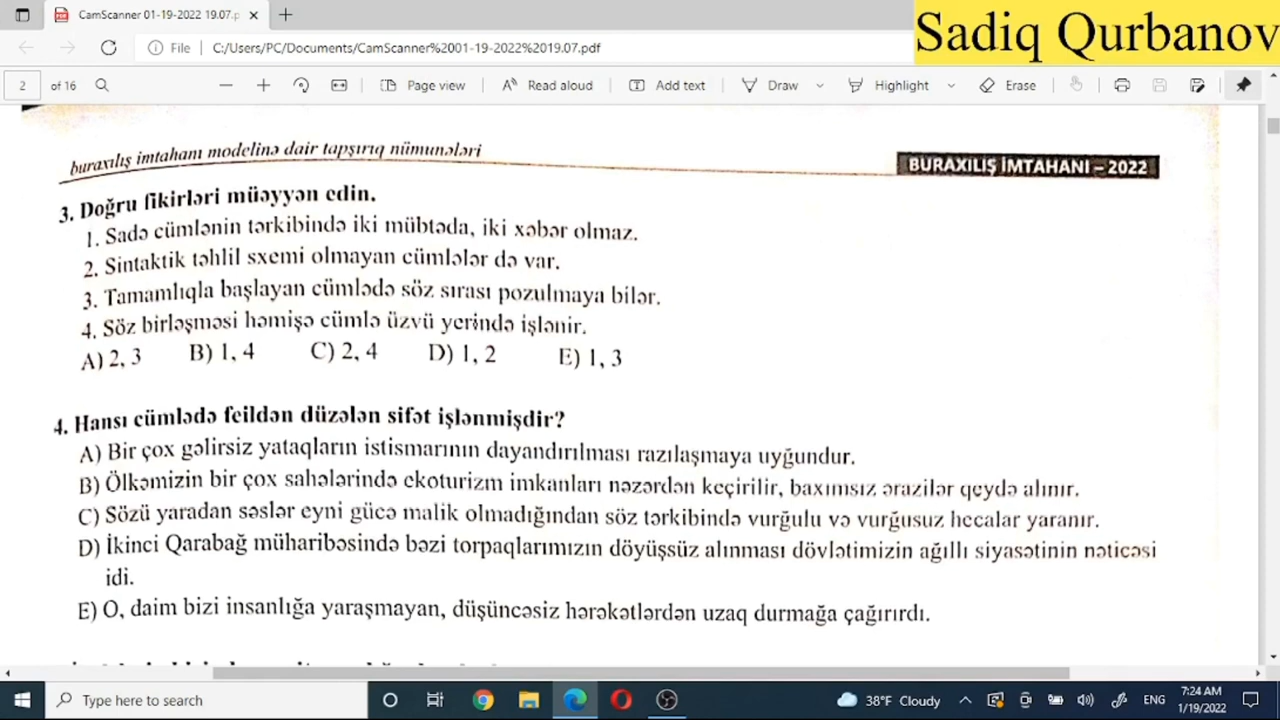 CamScanner 01-19-2022 19.07.p
Sadiq Qurbanov
File C:/Users/PC/Documents/CamScanner%2001-19-2022%2019.07.pdf
2 of 16 Page view Read aloud Add text Draw Highlight Erase
buraxılış imtahanı modelinə dair tapşırıq nümunələri
BURAXILIŞ İMTAHANI – 2022
3. Doğru fikirləri müəyyən edin.
1. Sadə cümlənin tərkibində iki mübtəda, iki xəbər olmaz.
2. Sintaktik təhlil sxemi olmayan cümlələr də var.
3. Tamamlıqla başlayan cümlədə söz sırası pozulmaya bilər.
4. Söz birləşməsi həmişə cümlə üzvü yerində işlənir.
A) 2, 3 B) 1, 4 C) 2, 4 D) 1, 2 E) 1, 3
4. Hansı cümlədə feildən düzələn sifət işlənmişdir?
A) Bir çox gəlirsiz yataqların istismarının dayandırılması razılaşmaya uyğundur.
B) Ölkəmizin bir çox sahələrində ekoturizm imkanları nəzərdən keçirilir, baxımsız ərazilər qeydə alınır.
C) Sözü yaradan səslər eyni gücə malik olmadığından söz tərkibində vurğulu və vurğusuz hecalar yaranır.
D) İkinci Qarabağ müharibəsində bəzi torpaqlarımızın döyüşsüz alınması dövlətimizin ağıllı siyasətinin nəticəsi
idi.
E) O, daim bizi insanlığa yaraşmayan, düşüncəsiz hərəkətlərdən uzaq durmağa çağırırdı.
Type here to search
38°F Cloudy
ENG
7:24 AM
1/19/2022